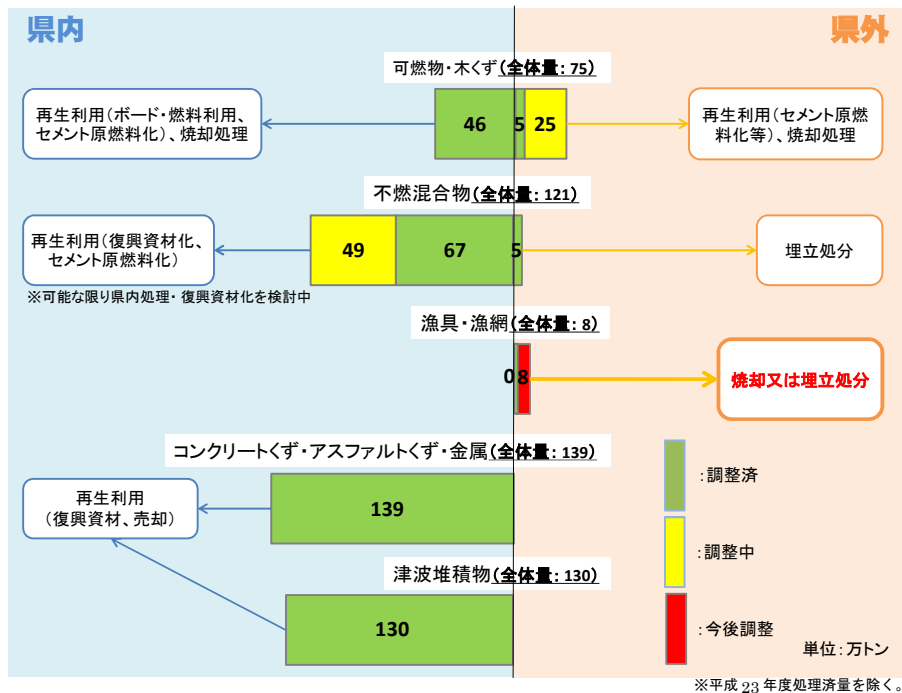 県内
県外
可燃物・木くず(全体量: 75)
再生利用(ボード・燃料利用、
セメント原燃料化)、焼却処理
46
5
25
再生利用(セメント原燃
料化等)、焼却処理
不燃混合物(全体量: 121)
再生利用(復興資材化、
セメント原燃料化)
49
67
5
埋立処分
※可能な限り県内処理・復興資材化を検討中
漁具・漁網(全体量: 8)
0
8
焼却又は埋立処分
コンクリートくず・アスファルトくず・金属(全体量: 139)
再生利用
(復興資材、売却)
139
津波堆積物(全体量: 130)
130
:調整済
:調整中
:今後調整
単位:万トン
※平成 23 年度処理済量を除く。